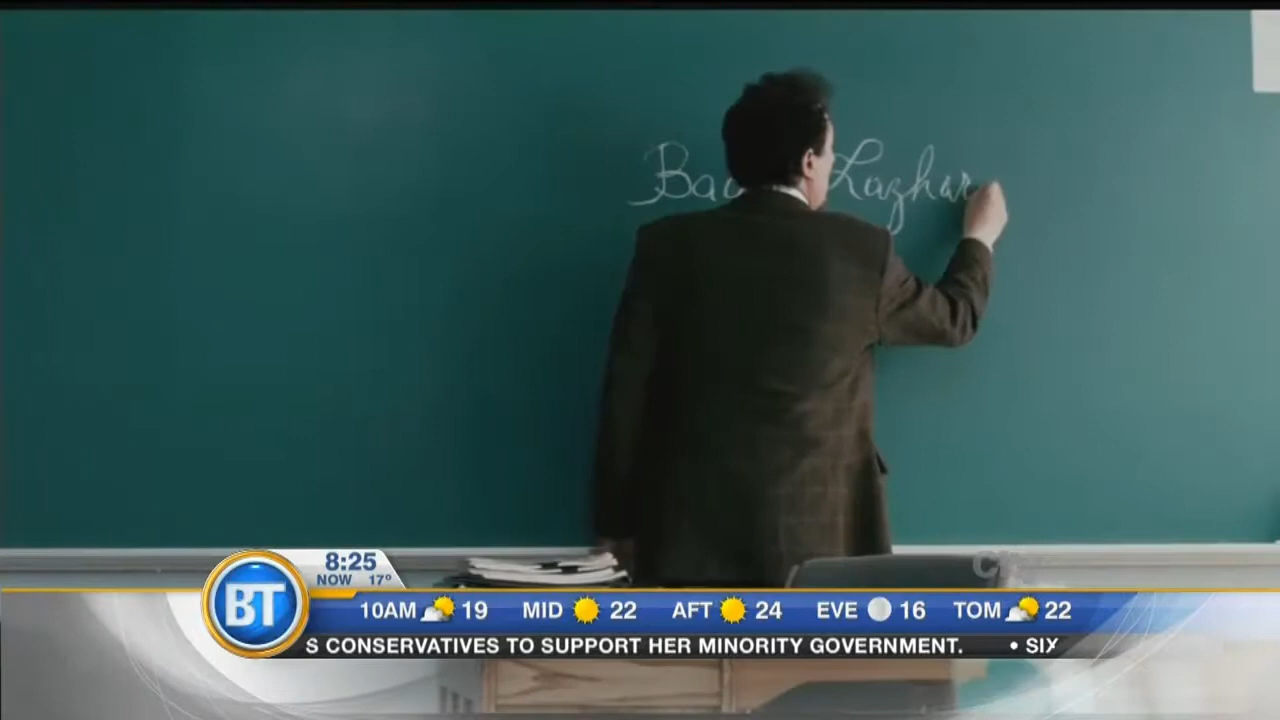 Lazhar
8:25
NOW 17°
BT
10AM 19 MID 22 AFT 24 EVE 16 TOM 22
S CONSERVATIVES TO SUPPORT HER MINORITY GOVERNMENT. • SIX